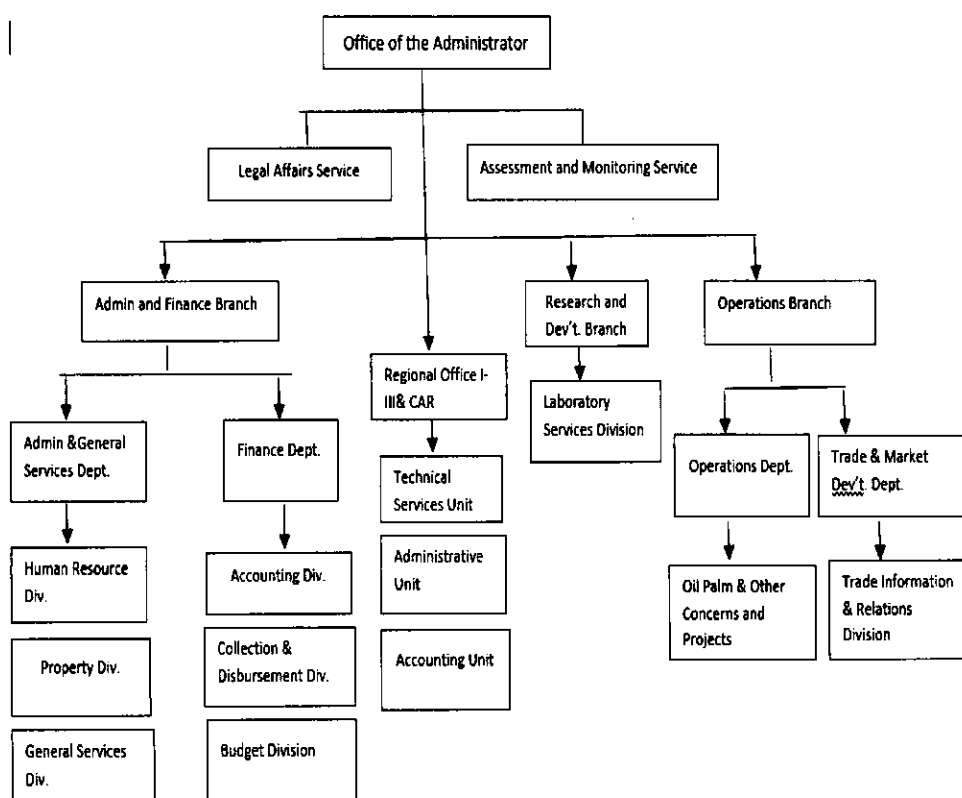 Office of the Administrator
Legal Affairs Service
Assessment and Monitoring Service
Admin and Finance Branch
Research and
Dev't. Branch
Operations Branch
Regional Office I-
III& CAR
Laboratory
Services Division
Admin &General
Services Dept.
Finance Dept.
Technical
Services Unit
Operations Dept.
Trade & Market
Dev't. Dept.
Human Resource
Div.
Accounting Div.
Administrative
Unit
Oil Palm & Other
Concerns and
Projects
Trade Information
& Relations
Division
Property Div.
Collection &
Disbursement Div.
Accounting Unit
General Services
Div.
Budget Division